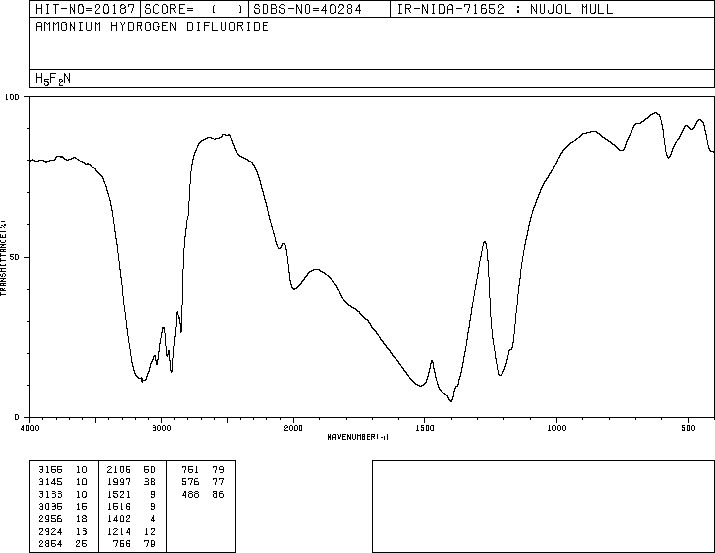 HIT-NO=20187 SCORE= ( ) SDBS-NO=40284 IR-NIDA-71652 : NUJOL MULL
AMMONIUM HYDROGEN DIFLUORIDE
H5F2N
100
50
0
TRANSMITTANCE(%)
4000 3000 2000 1500 1000 500
WAVENUMBER(-1)
3166 10 2106 50 761 79
3145 10 1997 38 576 77
3133 10 1521 9 488 86
3035 15 1516 9
2956 18 1402 4
2924 13 1214 12
2854 25 766 79